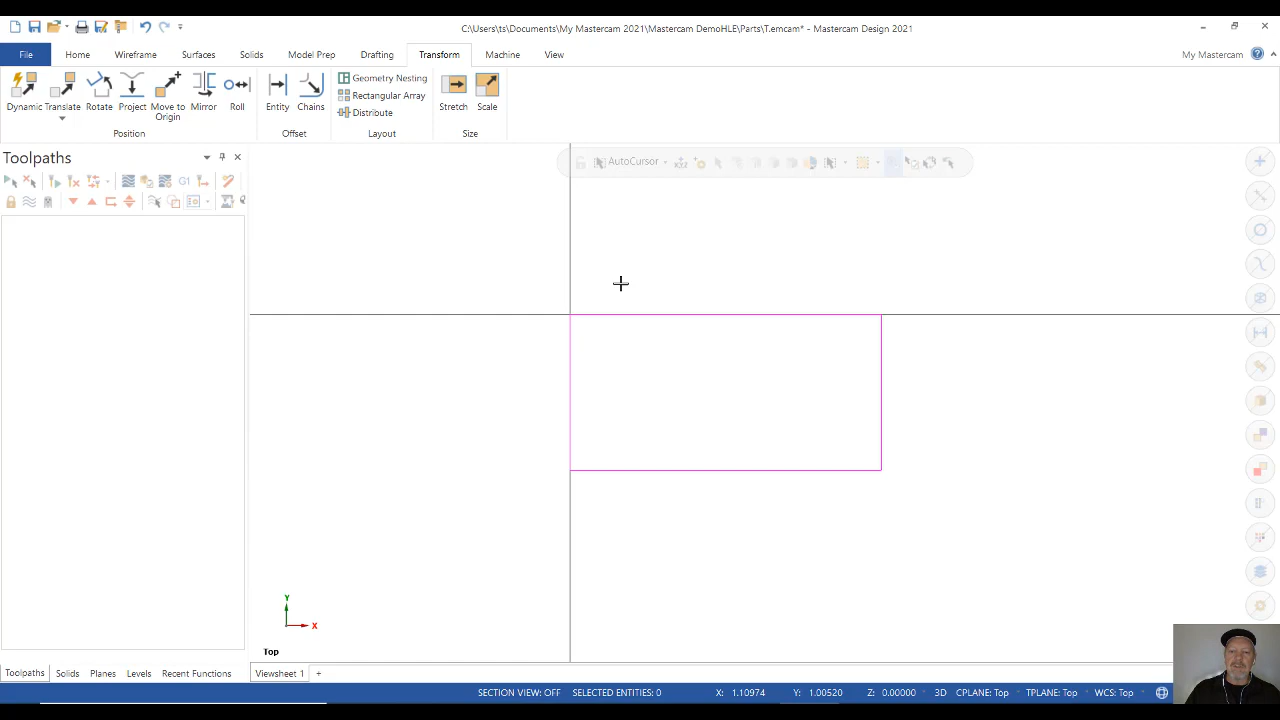 C:\Users\ts\Documents\My Mastercam 2021\Mastercam DemoHLE\Parts\T.emcam* - Mastercam Design 2021
File Home Wireframe Surfaces Solids Model Prep Drafting Transform Machine View My Mastercam
Dynamic Translate Rotate Project Move to Origin Mirror Roll
Entity Chains
Geometry Nesting
Rectangular Array
Distribute
Stretch Scale
Position Offset Layout Size
Toolpaths
G1
AutoCursor
Y
X
Top
Toolpaths Solids Planes Levels Recent Functions Viewsheet 1 +
SECTION VIEW: OFF SELECTED ENTITIES: 0 X: 1.10974 Y: 1.00520 Z: 0.00000 3D CPLANE: Top TPLANE: Top WCS: Top